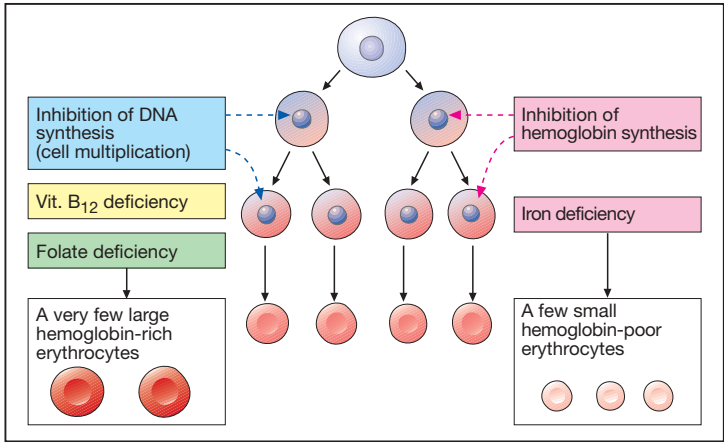 Inhibition of DNA
synthesis
(cell multiplication)
Vit. B12 deficiency
Folate deficiency
A very few large
hemoglobin-rich
erythrocytes
Inhibition of
hemoglobin synthesis
Iron deficiency
A few small
hemoglobin-poor
erythrocytes